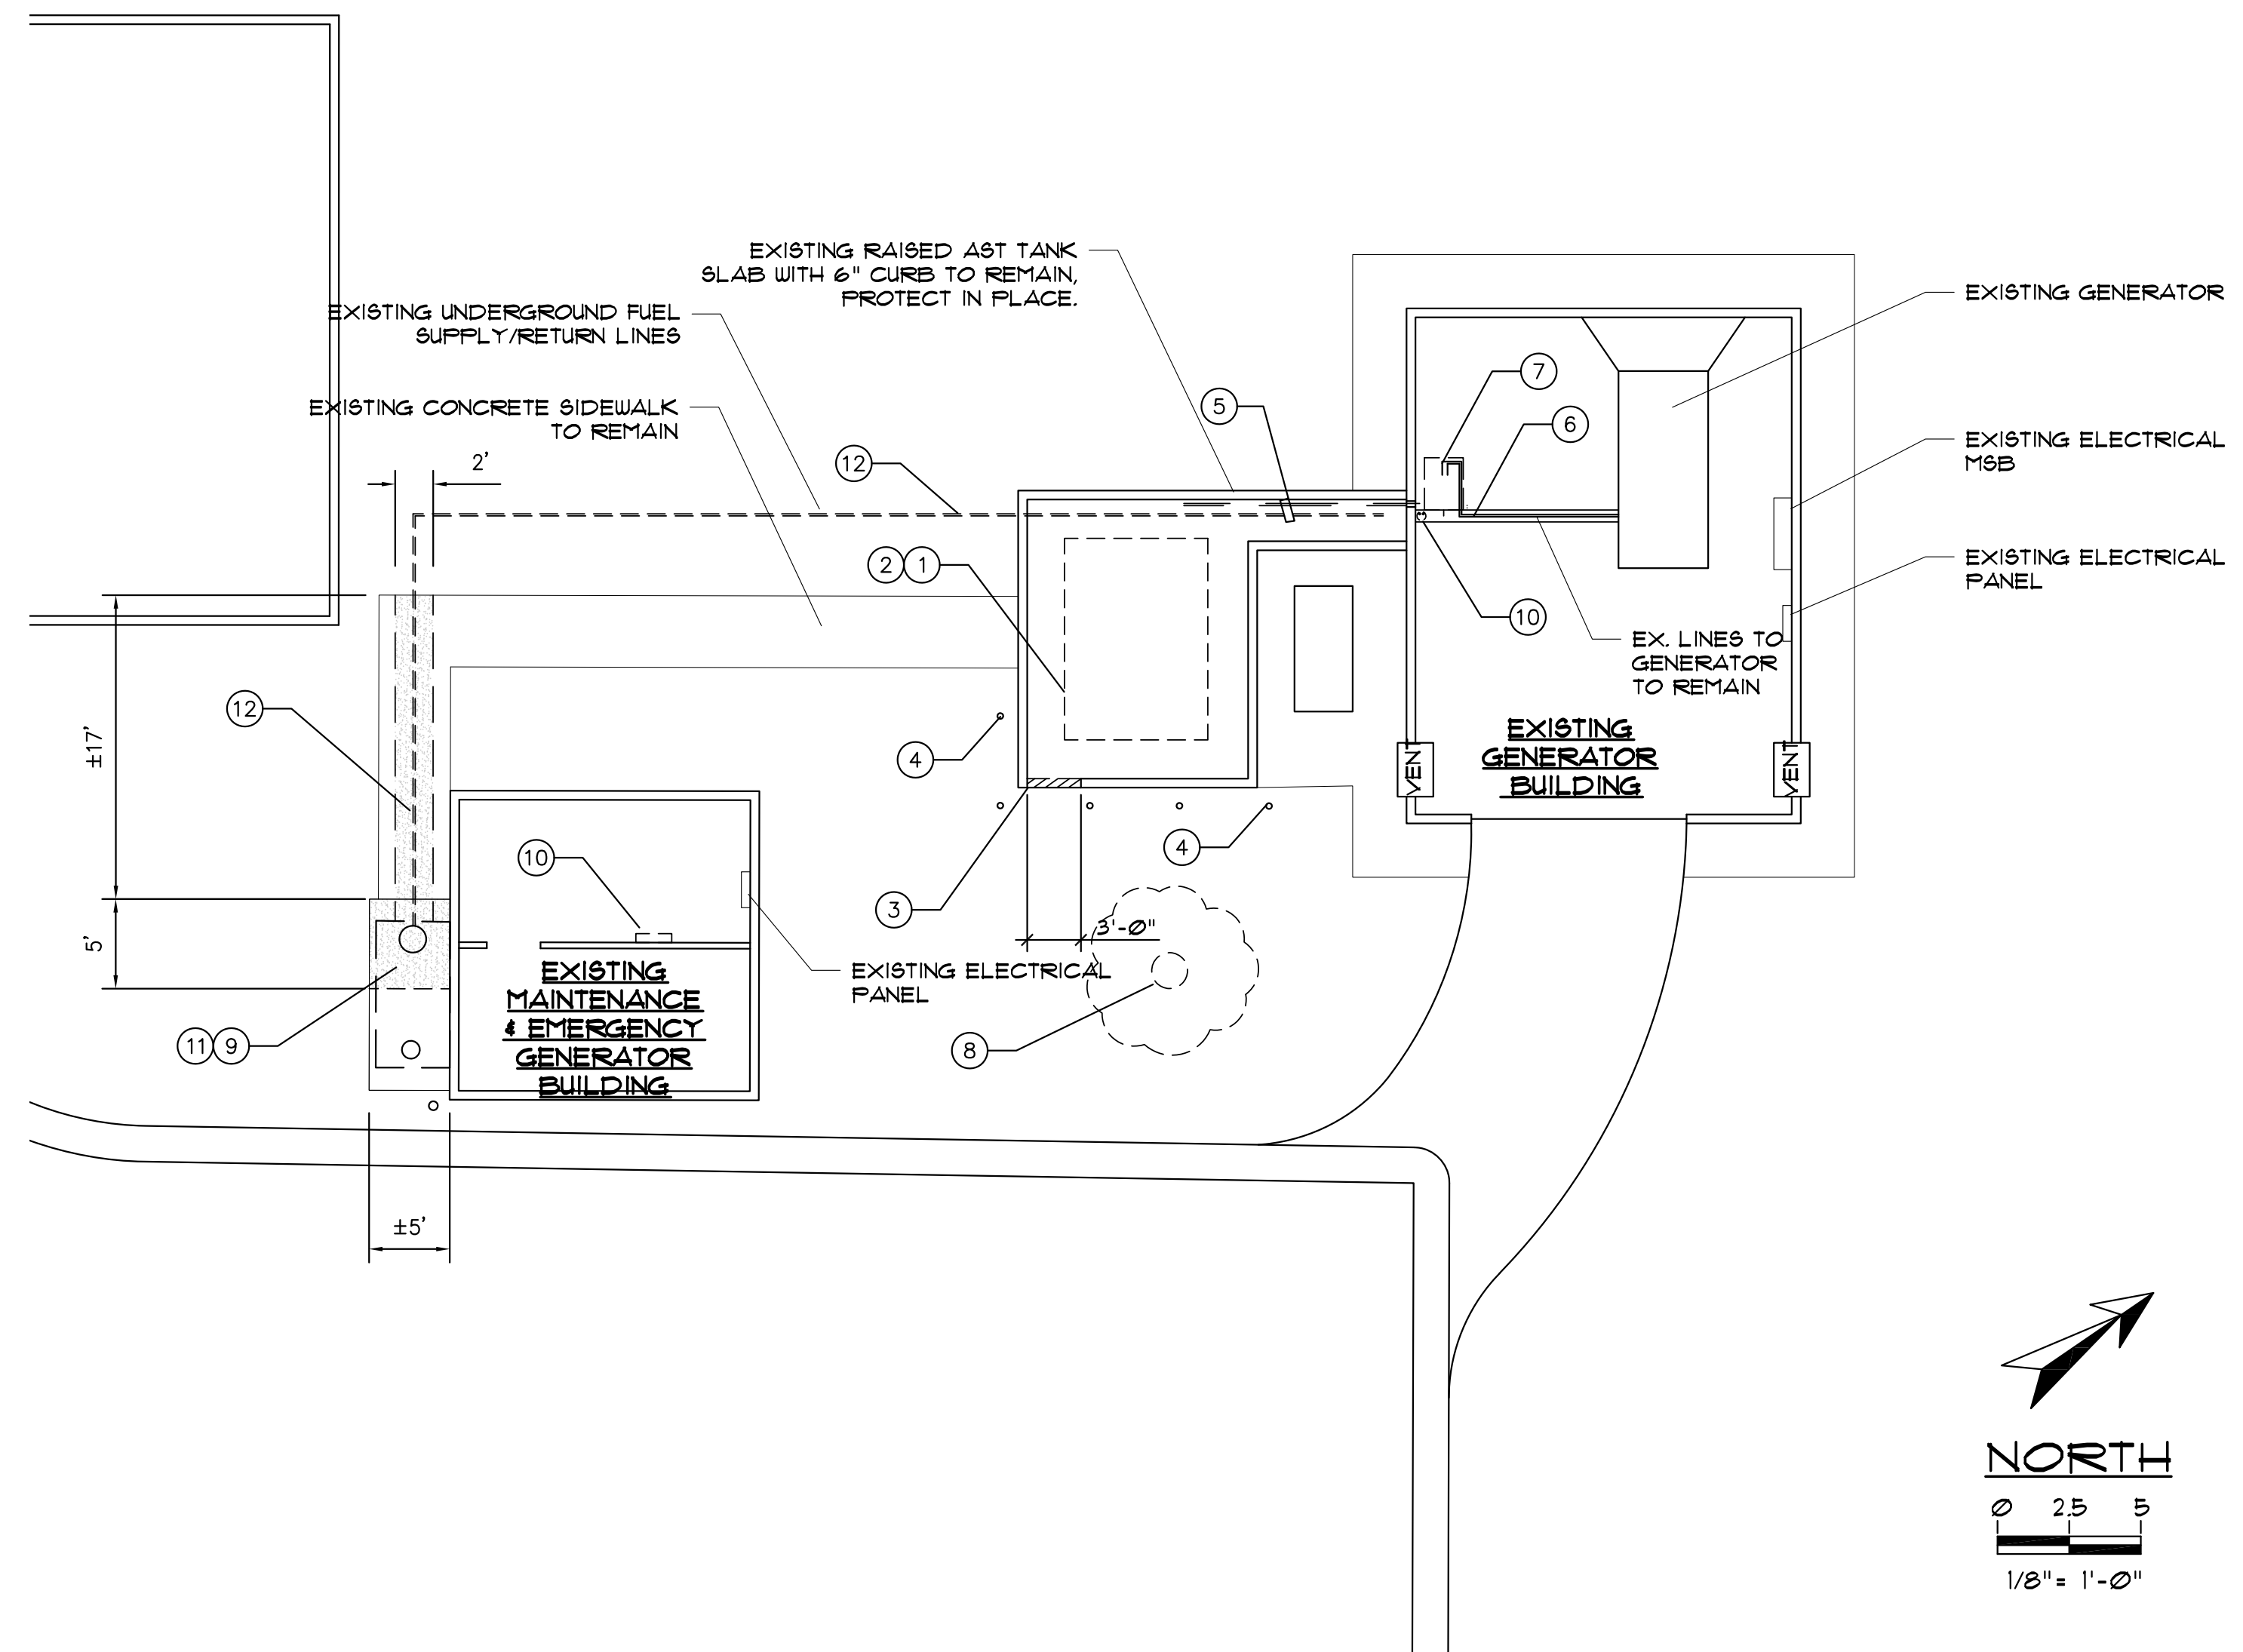 EXISTING RAISED AST TANK
SLAB WITH 6" CURB TO REMAIN,
PROTECT IN PLACE.
EXISTING UNDERGROUND FUEL
SUPPLY/RETURN LINES
EXISTING CONCRETE SIDEWALK
TO REMAIN
EXISTING GENERATOR
EXISTING ELECTRICAL
MSB
EXISTING ELECTRICAL
PANEL
7
6
5
12
2'
2 1
10
EX. LINES TO
GENERATOR
TO REMAIN
EXISTING
GENERATOR
BUILDING
VENT
VENT
12
±17'
4
4
10
3
3'-Ø"
5'
EXISTING ELECTRICAL
PANEL
EXISTING
MAINTENANCE
& EMERGENCY
GENERATOR
BUILDING
11 9
8
±5'
NORTH
Ø 2.5 5
1/8"= 1'-Ø"